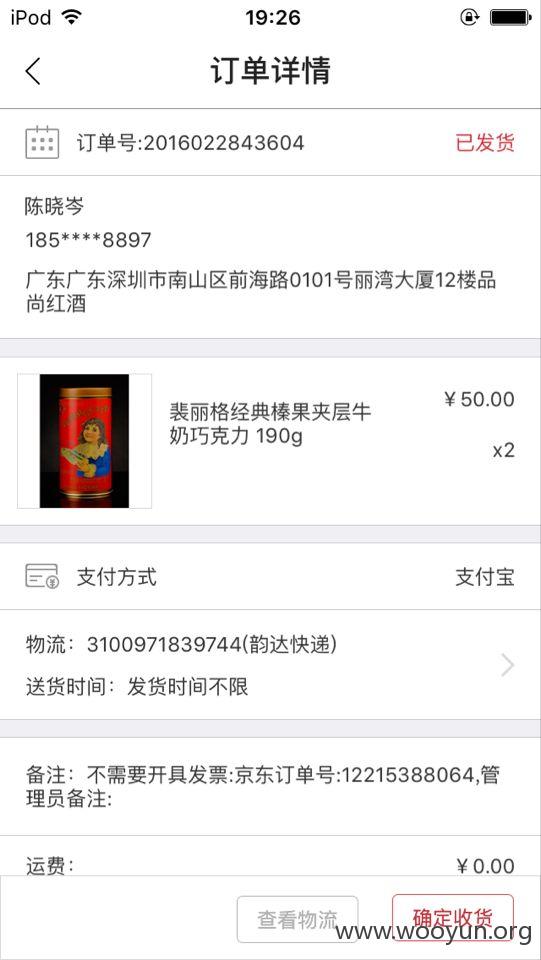 iPod 19:26
订单详情
订单号:2016022843604 已发货
陈晓岑
185****8897
广东广东深圳市南山区前海路0101号丽湾大厦12楼品
尚红酒
裴丽格经典榛果夹层牛 ¥50.00
奶巧克力 190g x2
支付方式 支付宝
物流：3100971839744(韵达快递)
送货时间：发货时间不限
备注：不需要开具发票:京东订单号:12215388064,管
理员备注:
运费： ¥0.00
查看物流 确定收货
www.wooyun.org